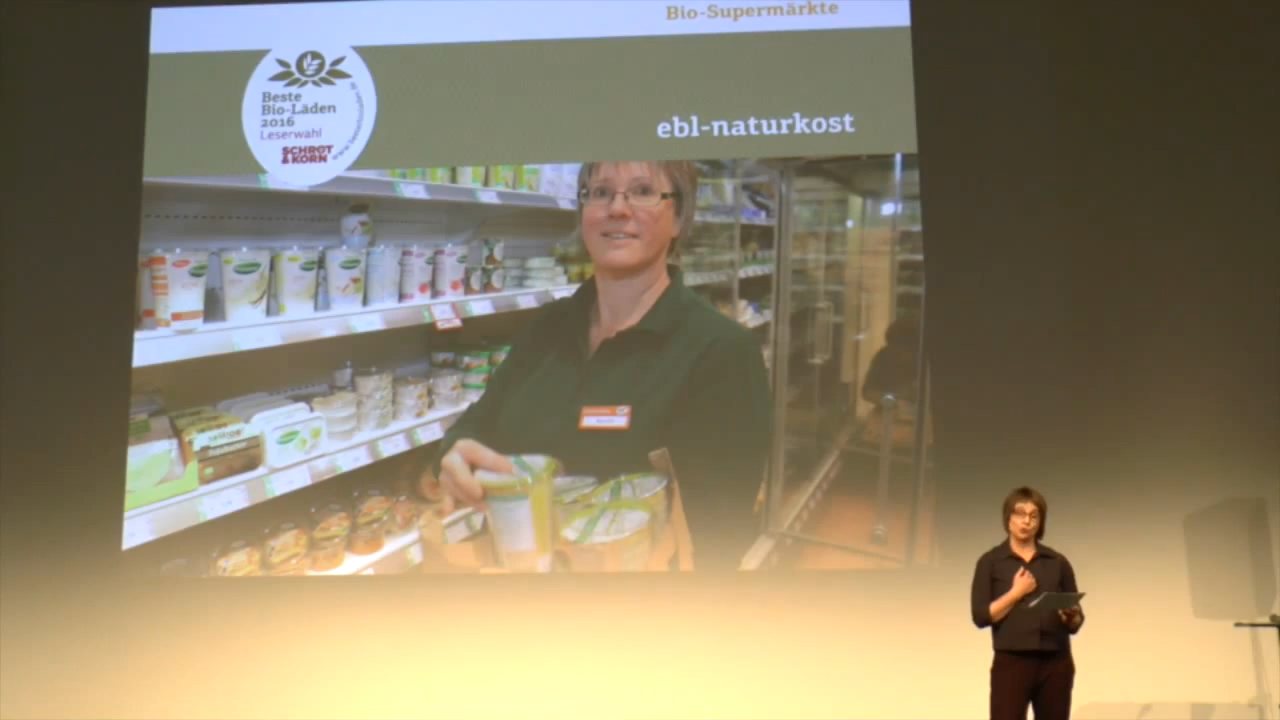 Bio-Supermärkte
Beste
Bio-Läden
2016
Leserwahl
SCHROT
&KORN
ebl-naturkost